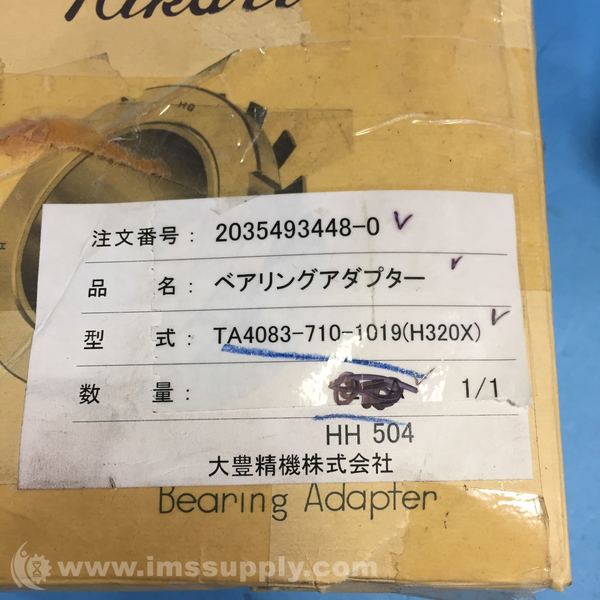 注文番号: 2035493448-0
品 名: ベアリングアダプター
型 式: TA4083-710-1019(H320X)
数 量: 1/1
HH 504
大豊精機株式会社
Bearing Adapter
www.imssupply.com